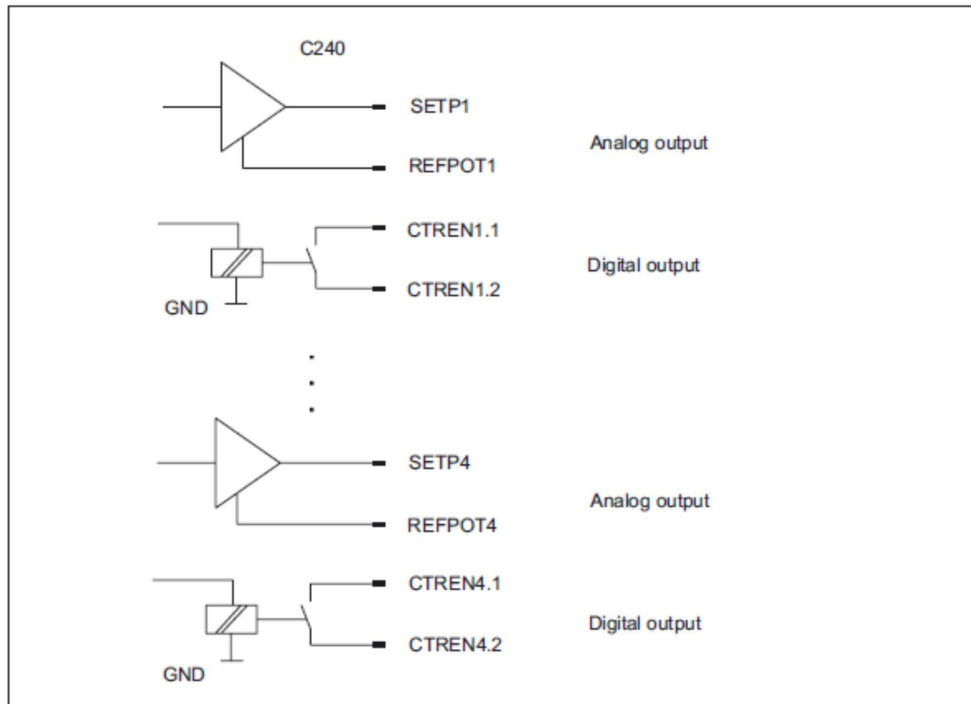 C240
SETP1
Analog output
REFPOT1
CTREN1.1
Digital output
CTREN1.2
GND
SETP4
Analog output
REFPOT4
CTREN4.1
Digital output
CTREN4.2
GND